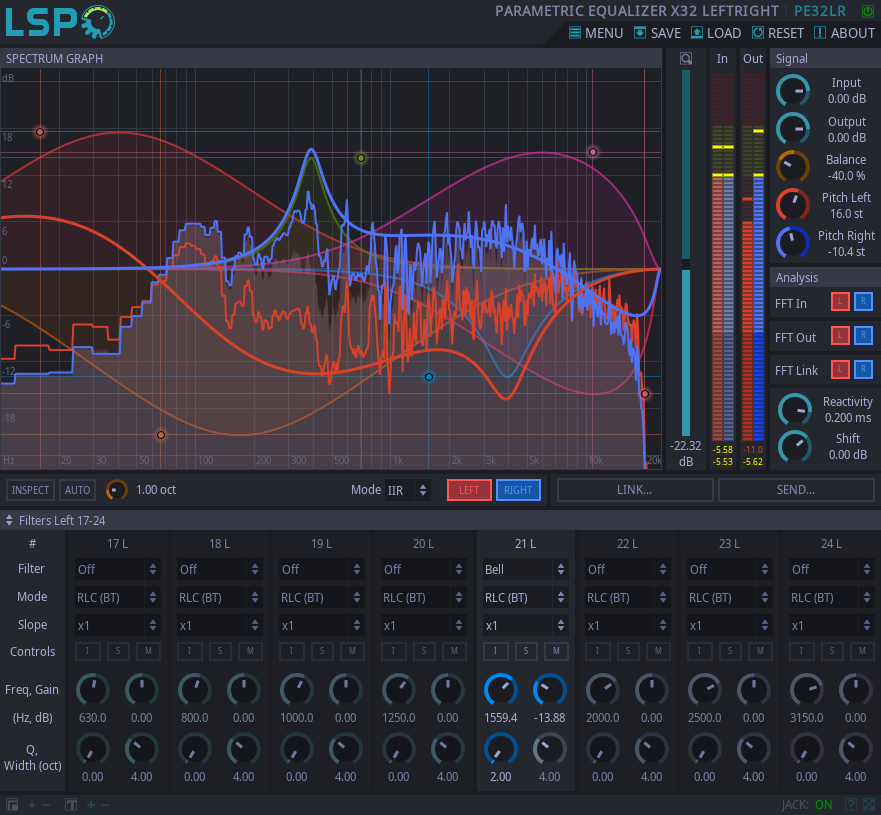 LSP
PARAMETRIC EQUALIZER X32 LEFTRIGHT PE32LR
MENU SAVE LOAD RESET ABOUT
SPECTRUM GRAPH
In Out
Signal
dB
18
12
6
0
-6
-12
-18
Hz 20 30 50 100 200 300 500 1k 2k 3k 5k 10k 20k
-22.32
dB
-5.58 -11.0
-5.53 -5.62
Input
0.00 dB
Output
0.00 dB
Balance
-40.0 %
Pitch Left
16.0 st
Pitch Right
-10.4 st
Analysis
FFT In L R
FFT Out L R
FFT Link L R
Reactivity
0.200 ms
Shift
0.00 dB
INSPECT AUTO 1.00 oct Mode IIR LEFT RIGHT LINK... SEND...
Filters Left 17-24
# 17 L 18 L 19 L 20 L 21 L 22 L 23 L 24 L
Filter Off Off Off Off Bell Off Off Off
Mode RLC (BT) RLC (BT) RLC (BT) RLC (BT) RLC (BT) RLC (BT) RLC (BT) RLC (BT)
Slope x1 x1 x1 x1 x1 x1 x1 x1
Controls I S M I S M I S M I S M I S M I S M I S M I S M
Freq, Gain
(Hz, dB) 630.0 0.00 800.0 0.00 1000.0 0.00 1250.0 0.00 1559.4 -13.88 2000.0 0.00 2500.0 0.00 3150.0 0.00
Q,
Width (oct) 0.00 4.00 0.00 4.00 0.00 4.00 0.00 4.00 2.00 4.00 0.00 4.00 0.00 4.00 0.00 4.00
JACK: ON